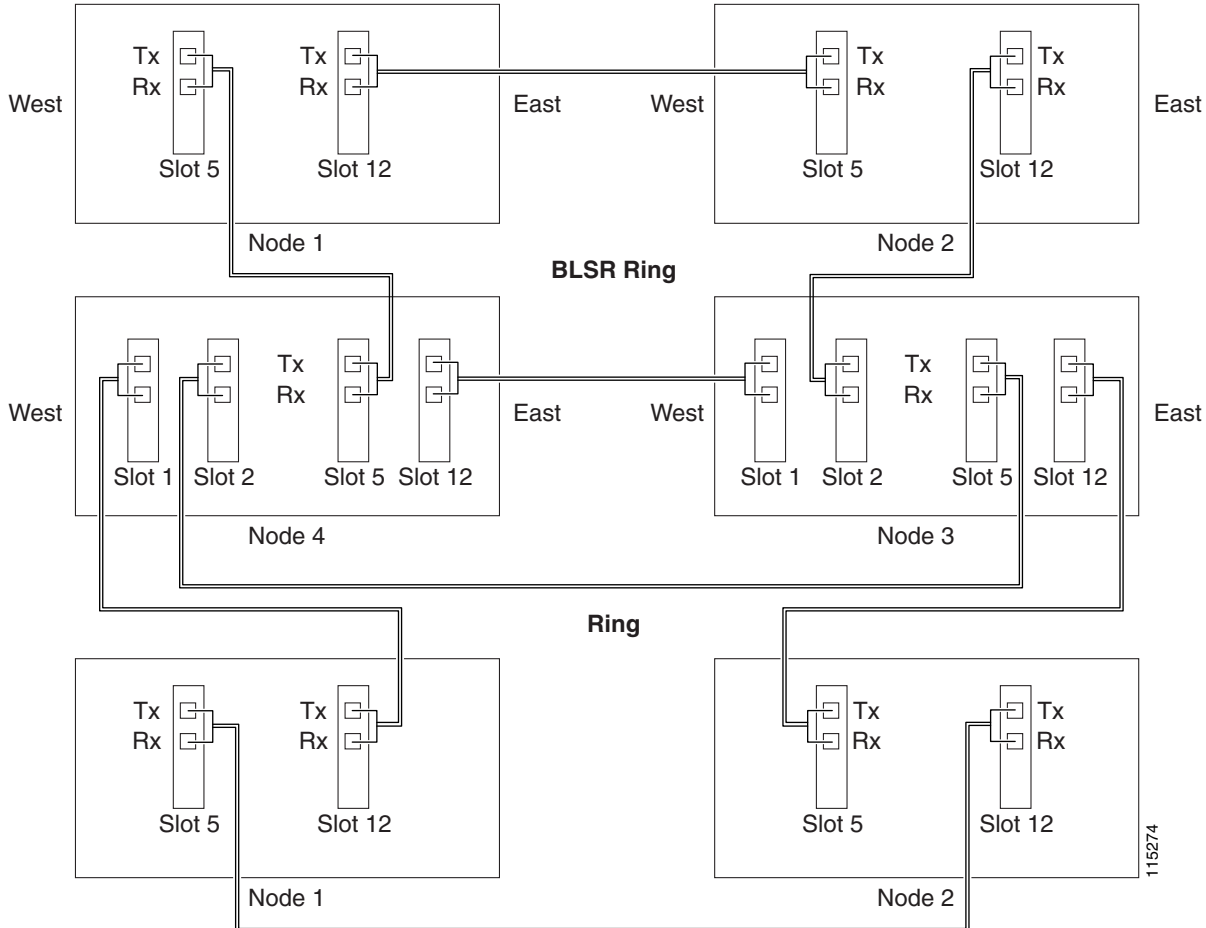 Tx Tx Tx Tx
Rx Rx Rx Rx
West East West East
Slot 5 Slot 12 Slot 5 Slot 12
Node 1 Node 2
BLSR Ring
Tx Tx
Rx Rx
West East West East
Slot 1 Slot 2 Slot 5 Slot 12 Slot 1 Slot 2 Slot 5 Slot 12
Node 4 Node 3
Ring
Tx Tx Tx Tx
Rx Rx Rx Rx
Slot 5 Slot 12 Slot 5 Slot 12
115274
Node 1 Node 2